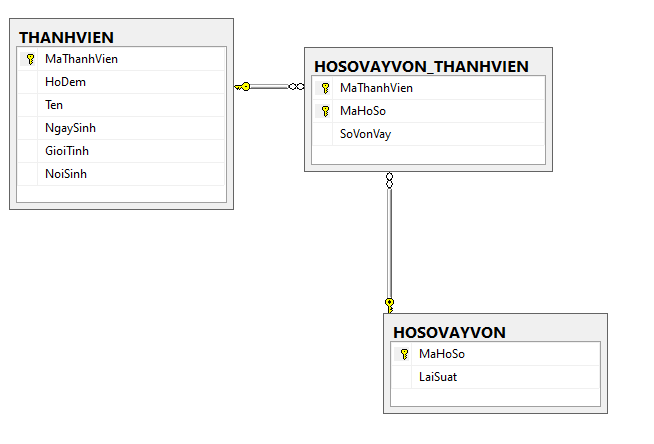 THANHVIEN
MaThanhVien
HoDem
Ten
NgaySinh
GioiTinh
NoiSinh
HOSOVAYVON_THANHVIEN
MaThanhVien
MaHoSo
SoVonVay
HOSOVAYVON
MaHoSo
LaiSuat